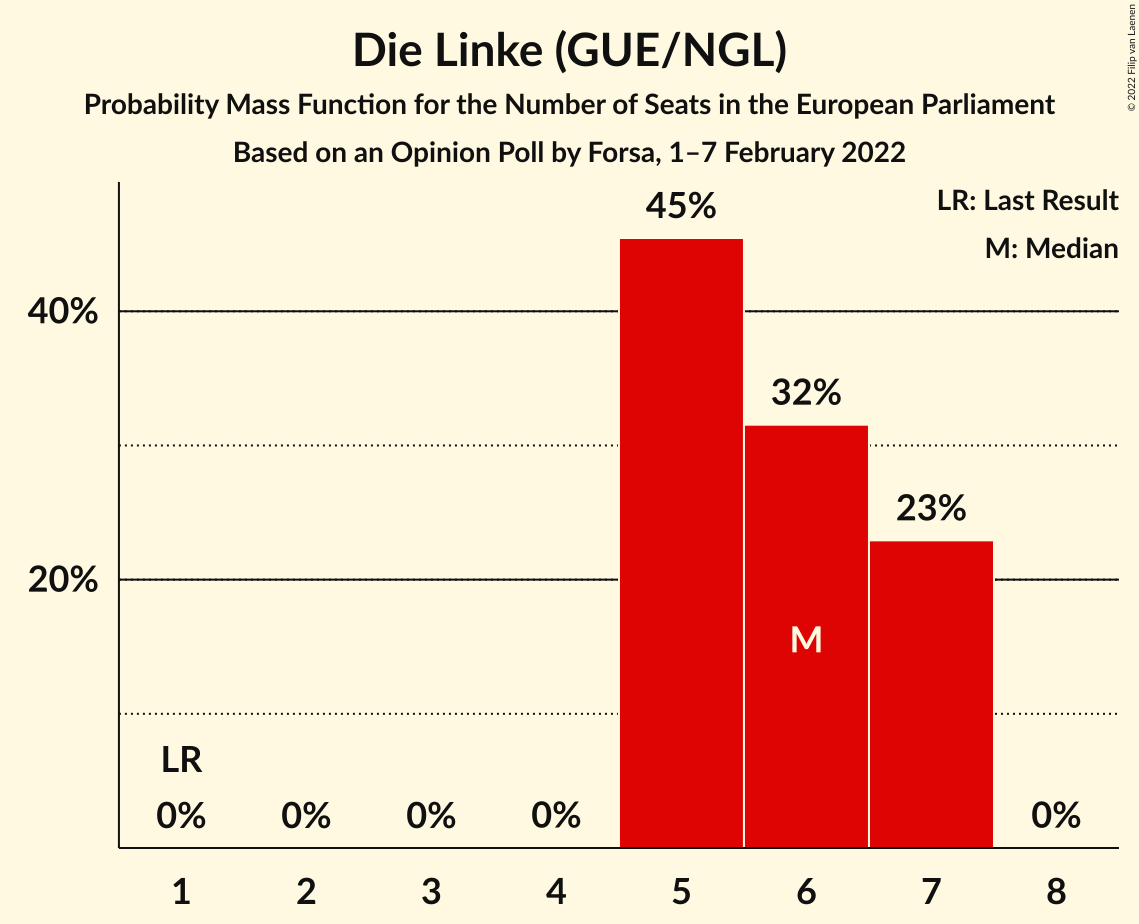 Die Linke (GUE/NGL)
Probability Mass Function for the Number of Seats in the European Parliament
Based on an Opinion Poll by Forsa, 1–7 February 2022
© 2022 Filip van Laenen
LR: Last Result
M: Median
45%
40%
32%
23%
20%
M
LR
0%
0%
0%
0%
0%
1
2
3
4
5
6
7
8